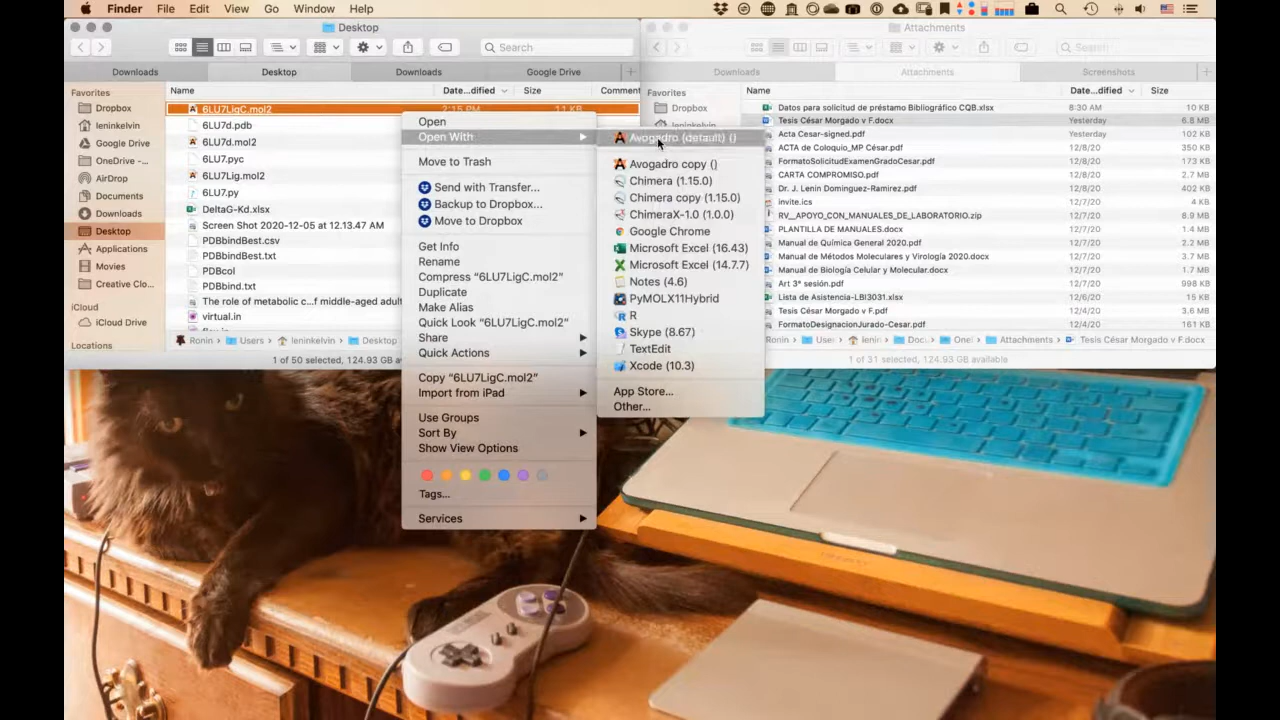 Finder File Edit View Go Window Help
Desktop
Attachments
Search
Search
Downloads Desktop Downloads Google Drive
Downloads Attachments Screenshots
Favorites
Dropbox
leninkelvin
Google Drive
OneDrive -...
AirDrop
Documents
Downloads
Desktop
Applications
Movies
Creative Clo...
iCloud
iCloud Drive
Locations
Name Date...dified Size Comment
6LU7LigC.mol2 2:15 PM 11 KB
6LU7d.pdb
6LU7d.mol2
6LU7.pyc
6LU7Lig.mol2
6LU7.py
DeltaG-Kd.xlsx
Screen Shot 2020-12-05 at 12.13.47 AM
PDBbindBest.csv
PDBbindBest.txt
PDBcol
PDBbind.txt
The role of metabolic c...f middle-aged adult
virtual.in
Ronin › Users › leninkelvin › Desktop
1 of 50 selected, 124.93 GB av
Open
Open With
Move to Trash
Send with Transfer...
Backup to Dropbox...
Move to Dropbox
Get Info
Rename
Compress “6LU7LigC.mol2”
Duplicate
Make Alias
Quick Look “6LU7LigC.mol2”
Share
Quick Actions
Copy “6LU7LigC.mol2”
Import from iPad
Use Groups
Sort By
Show View Options
Tags...
Services
Avogadro (default) ()
Avogadro copy ()
Chimera (1.15.0)
Chimera copy (1.15.0)
ChimeraX-1.0 (1.0.0)
Google Chrome
Microsoft Excel (16.43)
Microsoft Excel (14.7.7)
Notes (4.6)
PyMOLX11Hybrid
R
Skype (8.67)
TextEdit
Xcode (10.3)
App Store...
Other...
Favorites
Dropbox
leninkelvin
Name Date...dified Size
Datos para solicitud de préstamo Bibliográfico CQB.xlsx 8:30 AM 10 KB
Tesis César Morgado v F.docx Yesterday 6.8 MB
Acta Cesar-signed.pdf Yesterday 102 KB
ACTA de Coloquio_MP César.pdf 12/8/20 350 KB
FormatoSolicitudExamenGradoCesar.pdf 12/8/20 173 KB
CARTA COMPROMISO.pdf 12/8/20 61 KB
Dr. J. Lenin Dominguez-Ramirez.pdf 12/8/20 402 KB
invite.ics 12/8/20 2 KB
RV__APOYO_CON_MANUALES_DE_LABORATORIO.zip 12/8/20 8.9 MB
PLANTILLA DE MANUALES.docx 12/7/20
Manual de Química General 2020.pdf 12/7/20
Manual de Métodos Moleculares y Virología 2020.docx 12/7/20
Manual de Biología Celular y Molecular.docx 12/7/20
Art 3° sesión.pdf 12/7/20 998 KB
Lista de Asistencia-LBI3031.xlsx 12/6/20 15 KB
Tesis César Morgado v F.pdf 12/4/20 3.6 MB
FormatoDesignacionJurado-Cesar.pdf 12/4/20 161 KB
Ronin › User › lenin › Doc › One › Attachments › Tesis César Morgado v F.docx
1 of 31 selected, 124.93 GB available